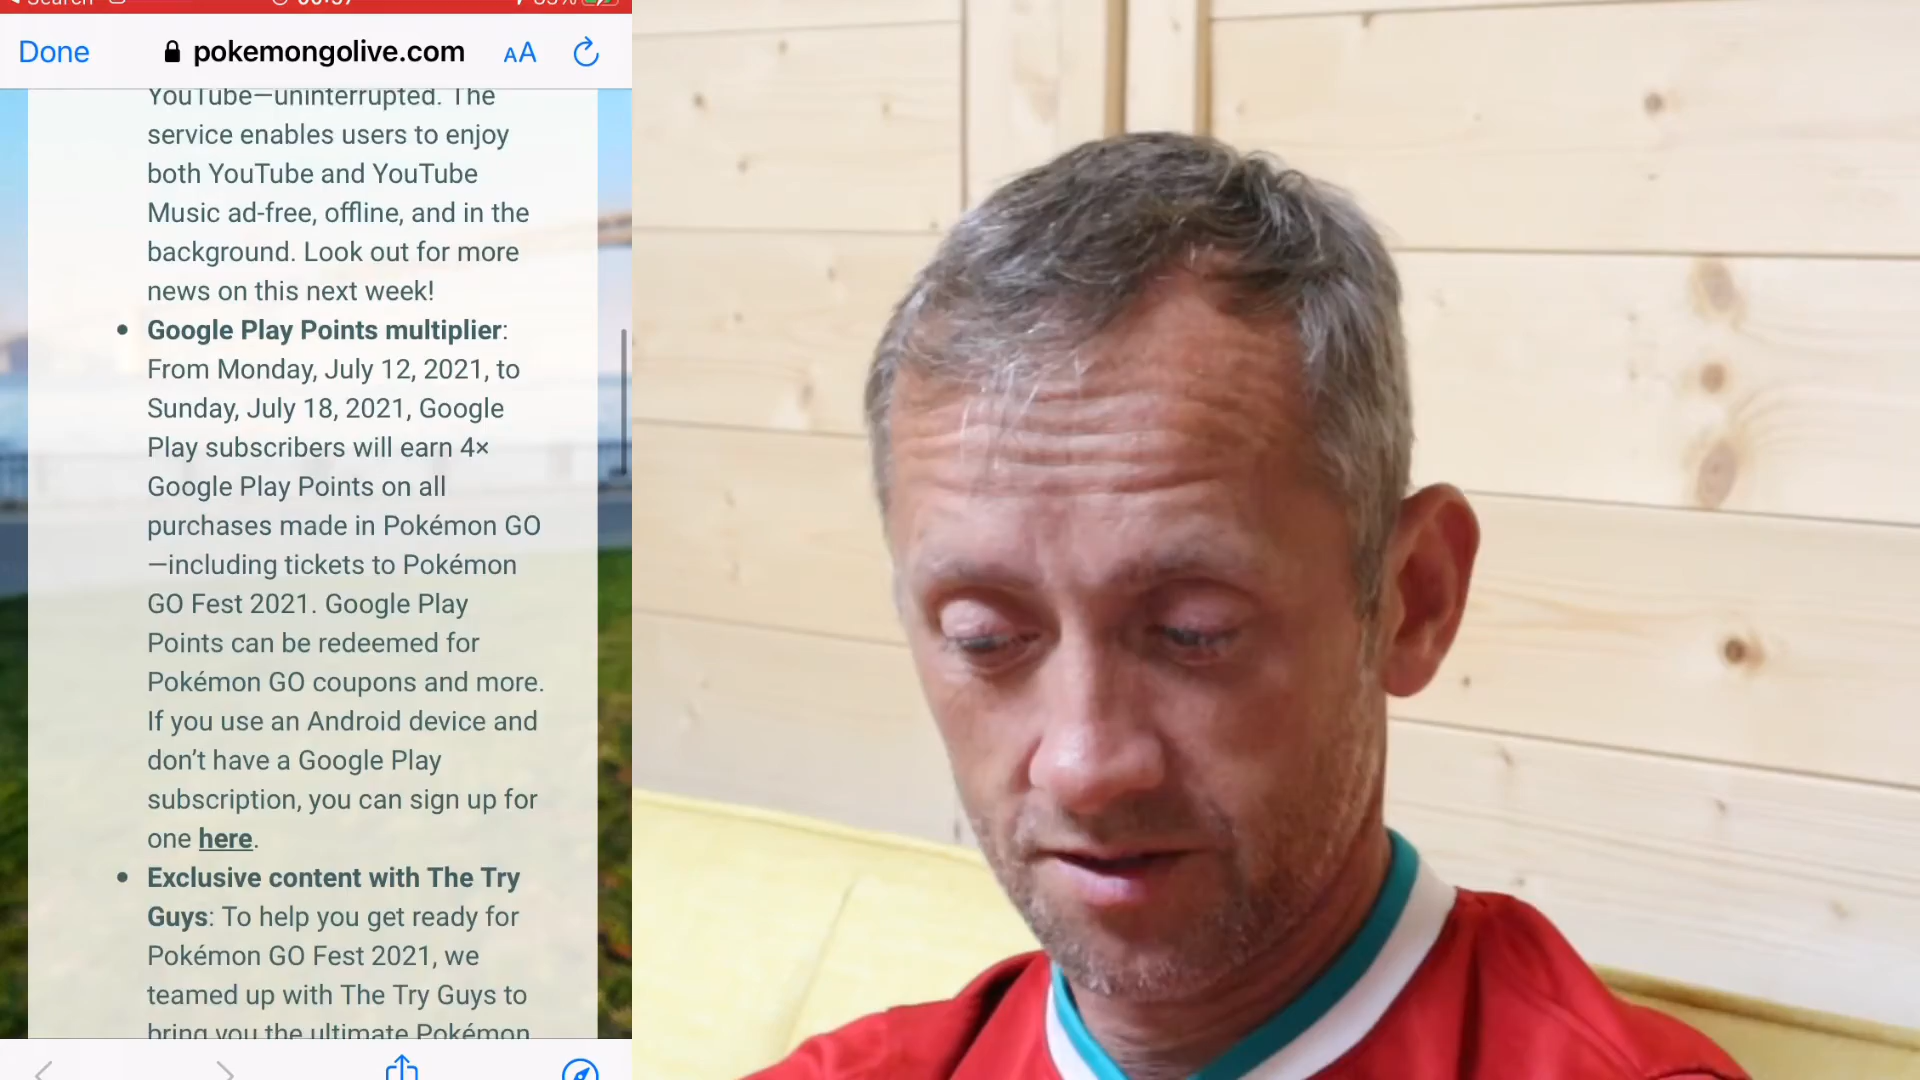 Done
pokemongolive.com
AA
YouTube—uninterrupted. The
service enables users to enjoy
both YouTube and YouTube
Music ad-free, offline, and in the
background. Look out for more
news on this next week!
• Google Play Points multiplier:
From Monday, July 12, 2021, to
Sunday, July 18, 2021, Google
Play subscribers will earn 4×
Google Play Points on all
purchases made in Pokémon GO
—including tickets to Pokémon
GO Fest 2021. Google Play
Points can be redeemed for
Pokémon GO coupons and more.
If you use an Android device and
don’t have a Google Play
subscription, you can sign up for
one here.
• Exclusive content with The Try
Guys: To help you get ready for
Pokémon GO Fest 2021, we
teamed up with The Try Guys to
bring you the ultimate Pokémon